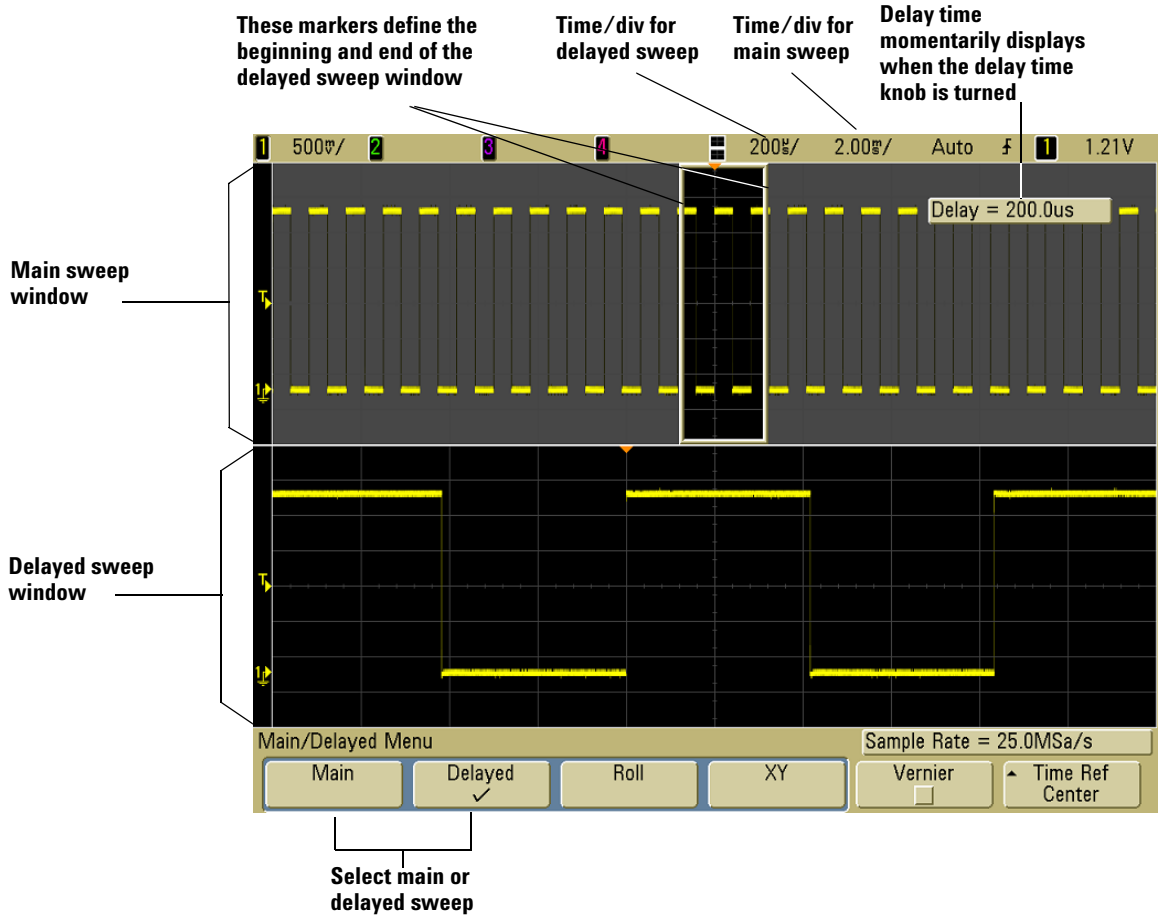 These markers define the
beginning and end of the
delayed sweep window
Time/div for
delayed sweep
Time/div for
main sweep
Delay time
momentarily displays
when the delay time
knob is turned
1 500mV/ 2 3 4 200us/ 2.00ms/ Auto 1 1.21V
Delay = 200.0us
Main sweep
window
T
1
Delayed sweep
window
T
1
Main/Delayed Menu
Sample Rate = 25.0MSa/s
Main Delayed Roll XY Vernier Time Ref
Center
Select main or
delayed sweep